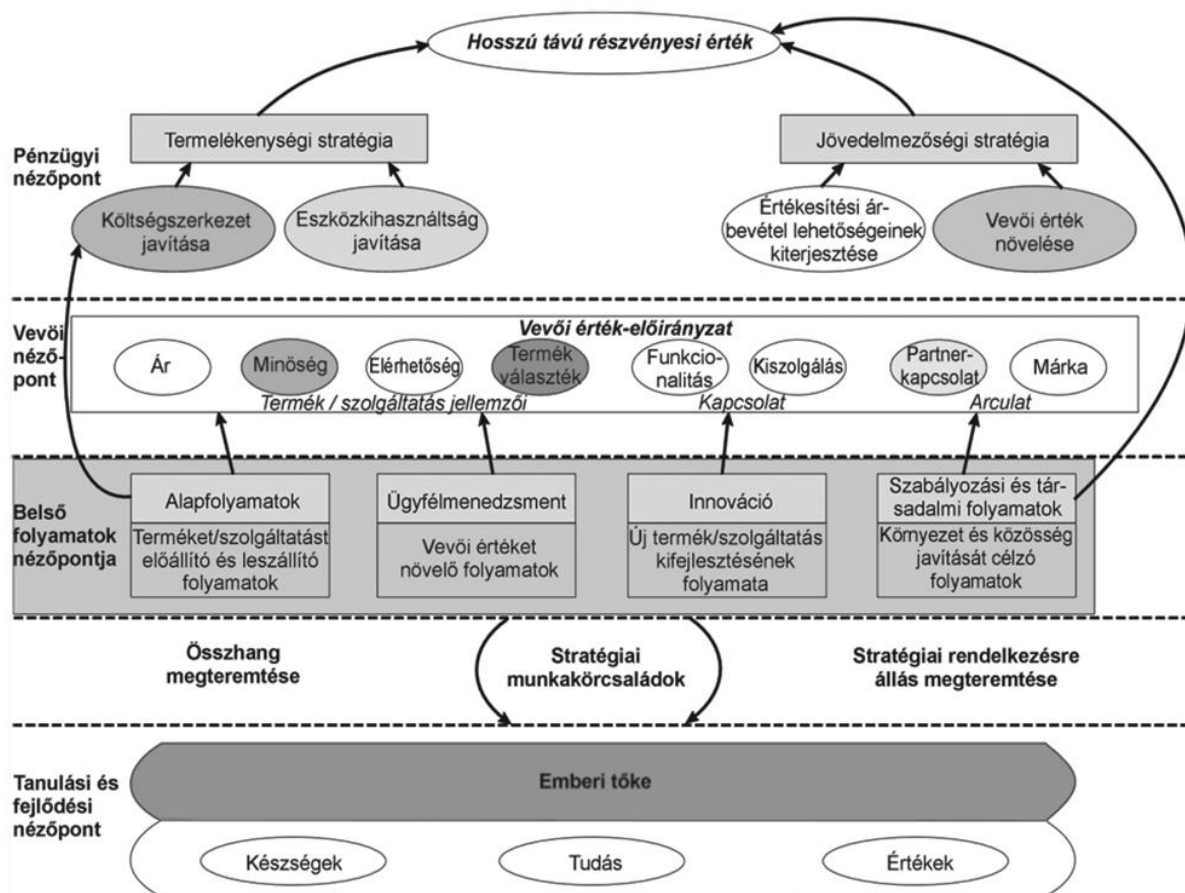 Hosszú távú részvényesi érték
Pénzügyi
nézőpont
Termelékenységi stratégia
Jövedelmezőségi stratégia
Költségszerkezet
javítása
Eszközkihasználtság
javítása
Értékesítési ár-
bevétel lehetőségeinek
kiterjesztése
Vevői érték
növelése
Vevöi
néző-
pont
Vevői érték-előirányzat
Ár
Minöség
Elérhetőség
Termék
választék
Funkcio-
nalitás
Kiszolgálás
Partner-
kapcsolat
Márka
Termék / szolgáltatás jellemzői
Kapcsolat
Arculat
Belső
folyamatok
nézőpontja
Alapfolyamatok
Terméket/szolgáltatást
előállító és leszállító
folyamatok
Ügyfélmenedzsment
Vevői értéket
növelő folyamatok
Innováció
Új termék/szolgáltatás
kifejlesztésének
folyamata
Szabályozási és tár-
sadalmi folyamatok
Környezet és közösség
javítását célzó
folyamatok
Összhang
megteremtése
Stratégiai
munkakörcsaládok
Stratégiai rendelkezésre
állás megteremtése
Tanulási és
fejlődési
nézőpont
Emberi tőke
Készségek
Tudás
Értékek